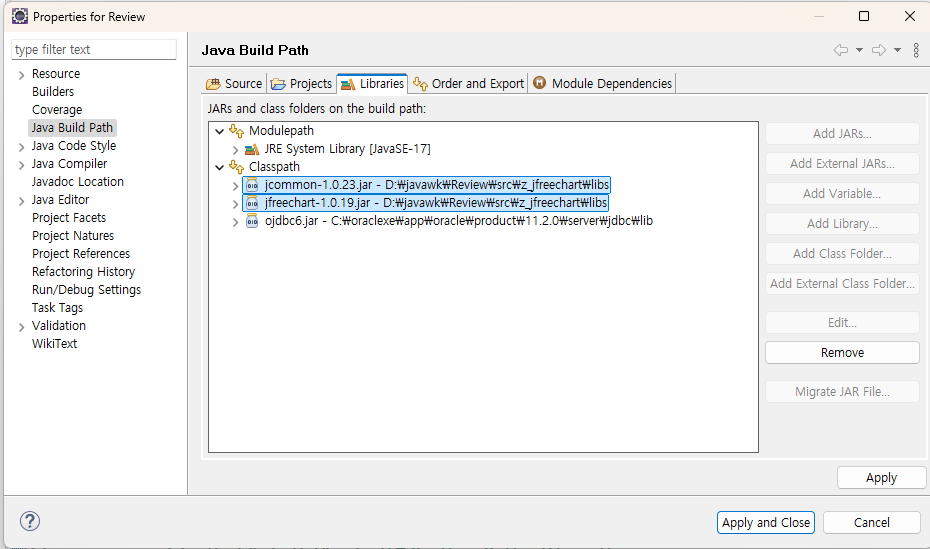 Properties for Review
type filter text
Resource
Builders
Coverage
Java Build Path
Java Code Style
Java Compiler
Javadoc Location
Java Editor
Project Facets
Project Natures
Project References
Refactoring History
Run/Debug Settings
Task Tags
Validation
WikiText
Java Build Path
Source Projects Libraries Order and Export Module Dependencies
JARs and class folders on the build path:
Modulepath
JRE System Library [JavaSE-17]
Classpath
jcommon-1.0.23.jar - D:₩javawk₩Review₩src₩z_jfreechart₩libs
jfreechart-1.0.19.jar - D:₩javawk₩Review₩src₩z_jfreechart₩libs
ojdbc6.jar - C:₩oraclexe₩app₩oracle₩product₩11.2.0₩server₩jdbc₩lib
Add JARs...
Add External JARs...
Add Variable...
Add Library...
Add Class Folder...
Add External Class Folder...
Edit...
Remove
Migrate JAR File...
Apply
Apply and Close Cancel